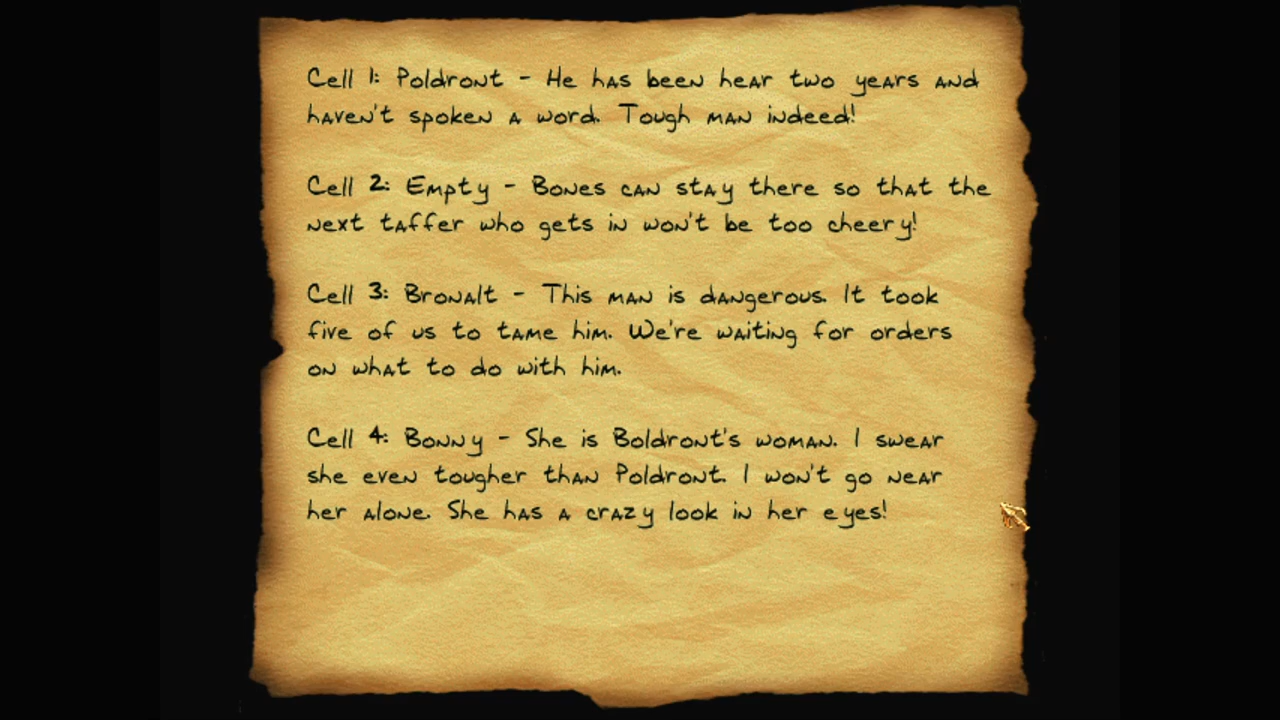 Cell 1: Poldront - He has been hear two years and
haven't spoken a word. Tough man indeed!
Cell 2: Empty - Bones can stay there so that the
next taffer who gets in won't be too cheery!
Cell 3: Bronalt - This man is dangerous. It took
five of us to tame him. We're waiting for orders
on what to do with him.
Cell 4: Bonny - She is Boldront's woman. I swear
she even tougher than Poldront. I won't go near
her alone. She has a crazy look in her eyes!